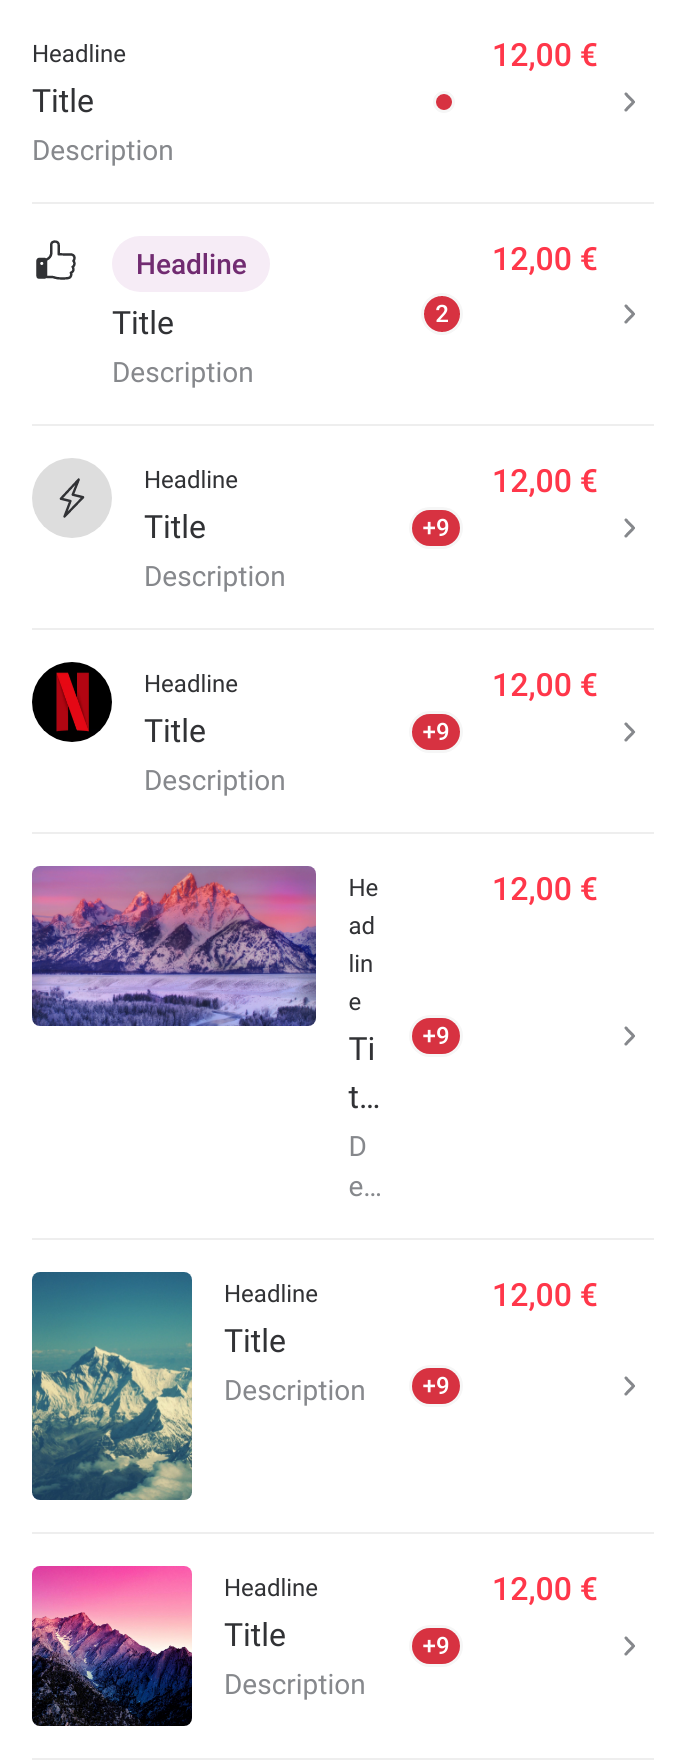 Headline
12,00 €
Title
Description
Headline
12,00 €
Title
2
Description
Headline
12,00 €
Title
+9
Description
N
Headline
12,00 €
Title
+9
Description
He
ad
lin
e
12,00 €
Ti
t...
+9
D
e...
Headline
12,00 €
Title
Description
+9
Headline
12,00 €
Title
+9
Description